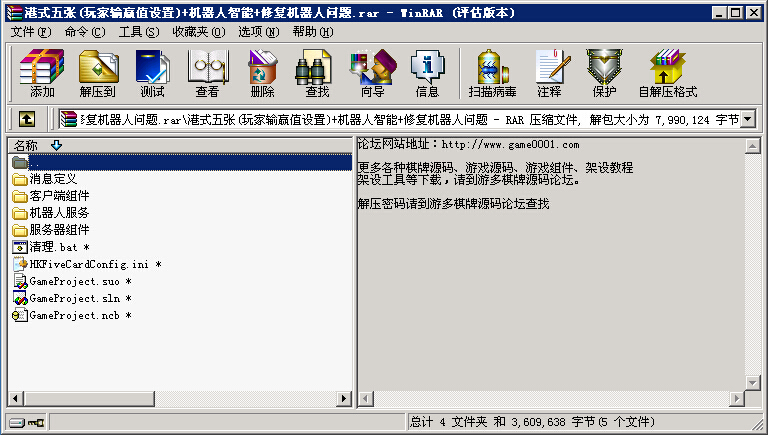 港式五张(玩家输赢值设置)+机器人智能+修复机器人问题.rar - WinRAR (评估版本)
文件(F) 命令(C) 工具(S) 收藏夹(O) 选项(N) 帮助(H)
添加 解压到 测试 查看 删除 查找 向导 信息 扫描病毒 注释 保护 自解压格式
复机器人问题.rar\港式五张(玩家输赢值设置)+机器人智能+修复机器人问题 - RAR 压缩文件, 解包大小为 7,990,124 字节
名称
..
消息定义
客户端组件
机器人服务
服务器组件
清理.bat *
HKFiveCardConfig.ini *
GameProject.suo *
GameProject.sln *
GameProject.ncb *
论坛网站地址：http://www.game0001.com
更多各种棋牌源码、游戏源码、游戏组件、架设教程
架设工具等下载，请到游多棋牌源码论坛。
解压密码请到游多棋牌源码论坛查找
总计 4 文件夹 和 3,609,638 字节(5 个文件)